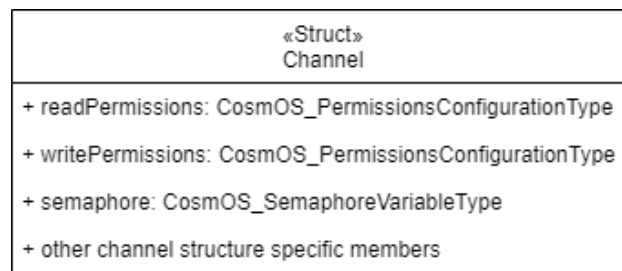 «Struct»
Channel
+ readPermissions: CosmOS_PermissionsConfigurationType
+ writePermissions: CosmOS_PermissionsConfigurationType
+ semaphore: CosmOS_SemaphoreVariableType
+ other channel structure specific members